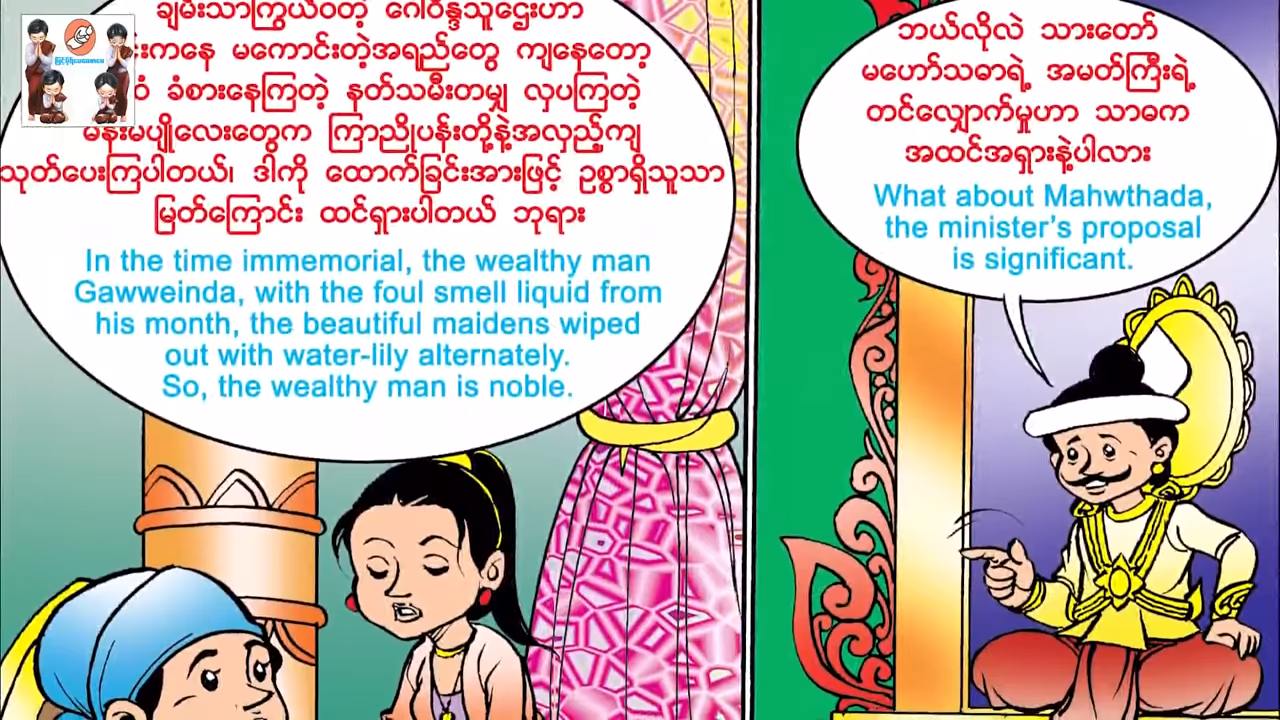 ချမ်းသာကြွယ်ဝတဲ့ ဂေါဝိန္ဒသူဌေးဟာ
းကနေ မကောင်းတဲ့အရည်တွေ ကျနေတော့
ခံစားနေကြတဲ့ နတ်သမီးတမျှ လှပကြတဲ့
မိန်းမပျိုလေးတွေက ကြာညိုပန်းတို့နဲ့အလှည့်ကျ
သုတ်ပေးကြပါတယ်၊ ဒါကို ထောက်ခြင်းအားဖြင့် ဥစ္စာရှိသူသာ
မြတ်ကြောင်း ထင်ရှားပါတယ် ဘုရား
In the time immemorial, the wealthy man
Gawweinda, with the foul smell liquid from
his month, the beautiful maidens wiped
out with water-lily alternately.
So, the wealthy man is noble.
ဘယ်လိုလဲ သားတော်
မဟော်သဓာရဲ့ အမတ်ကြီးရဲ့
တင်လျှောက်မှုဟာ သာဓက
အထင်အရှားနဲ့ပါလား
What about Mahwthada,
the minister's proposal
is significant.